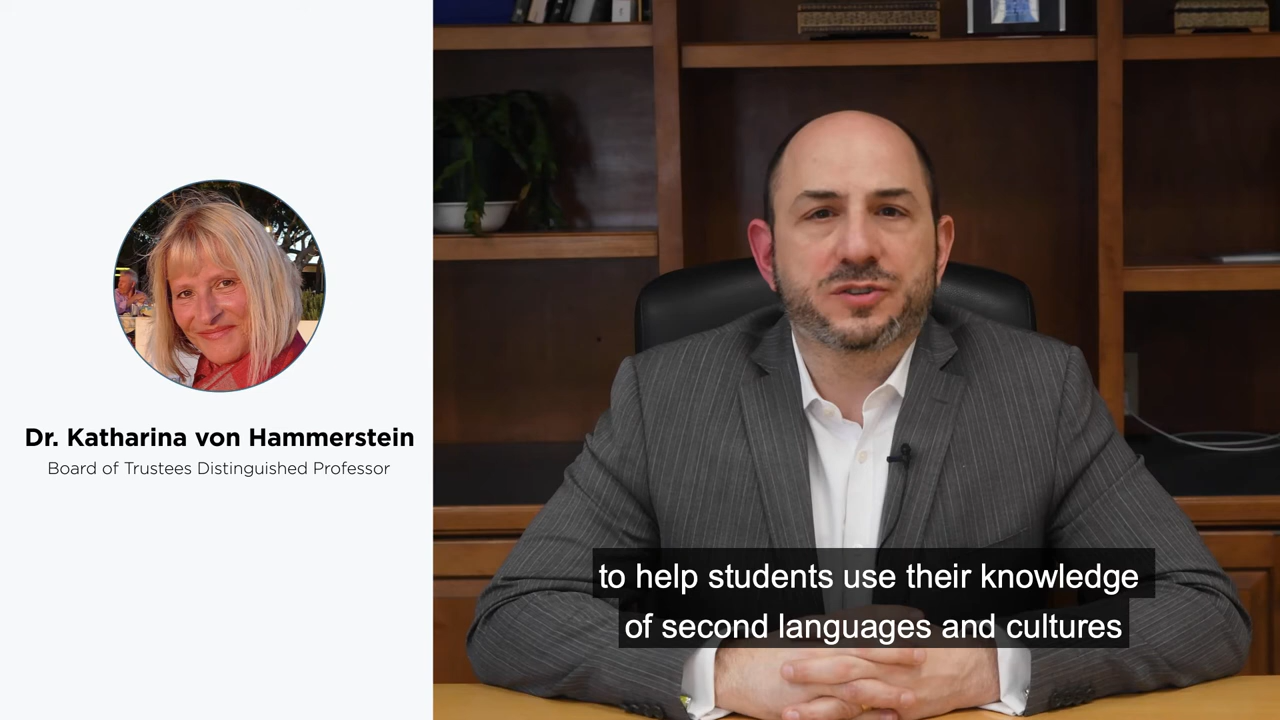 Dr. Katharina von Hammerstein
Board of Trustees Distinguished Professor
to help students use their knowledge
of second languages and cultures